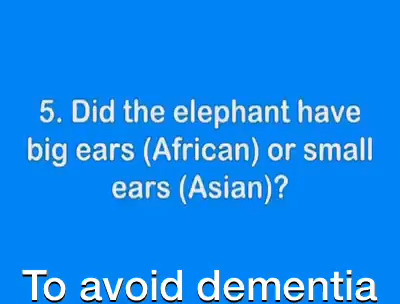 5. Did the elephant have
big ears (African) or small
ears (Asian)?
To avoid dementia